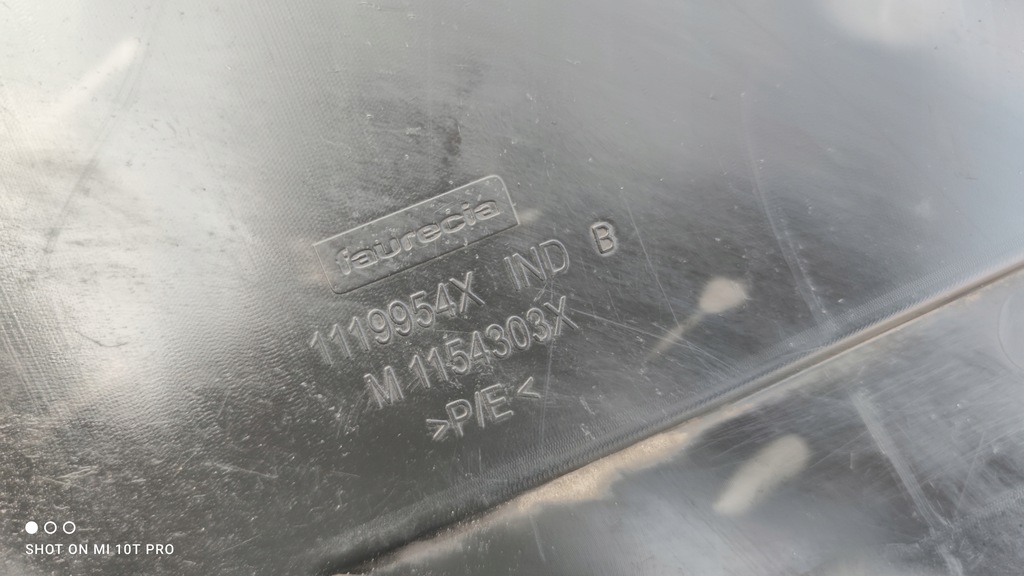 faurecia
1119954X IND B
M 1154303X
>P/E<
SHOT ON MI 10T PRO